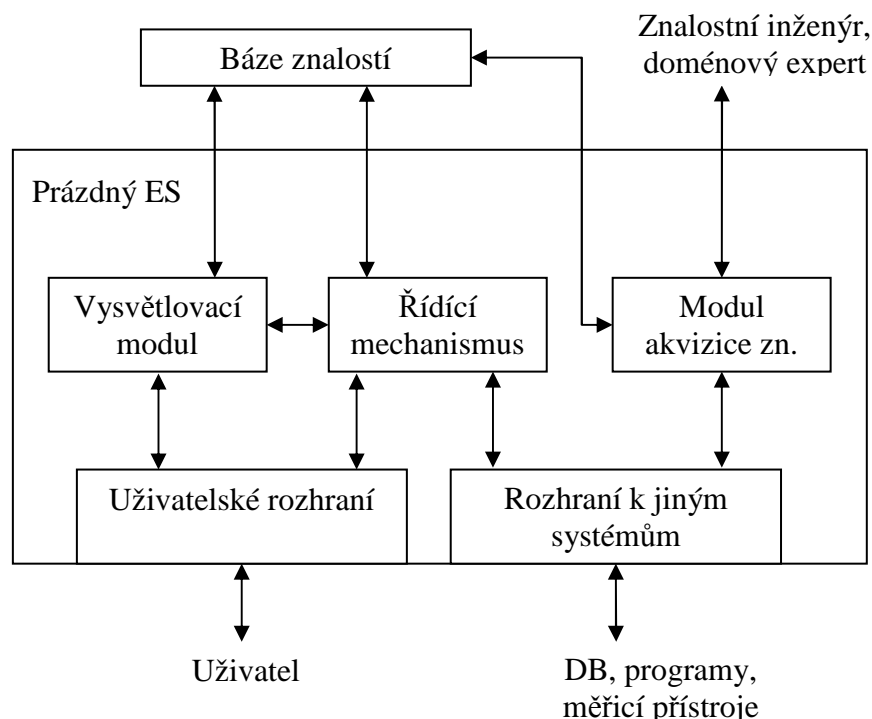 Znalostní inženýr,
doménový expert
Báze znalostí
Prázdný ES
Vysvětlovací
modul
Řídící
mechanismus
Modul
akvizice zn.
Uživatelské rozhraní
Rozhraní k jiným
systémům
Uživatel
DB, programy,
měřicí přístroje